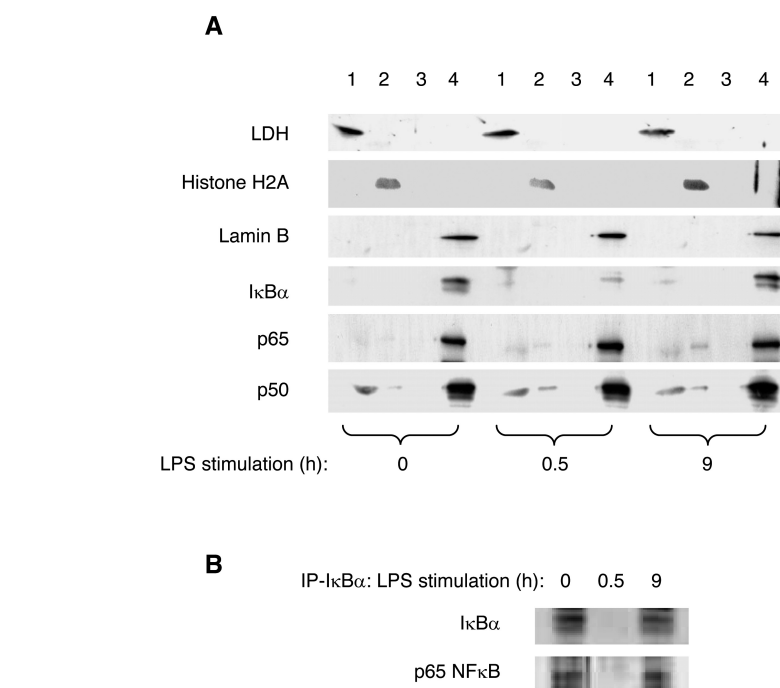 A
1 2 3 4 1 2 3 4 1 2 3 4
LDH
Histone H2A
Lamin B
IκBα
p65
p50
LPS stimulation (h): 0 0.5 9
B
IP-IκBα: LPS stimulation (h): 0 0.5 9
IκBα
p65 NFκB